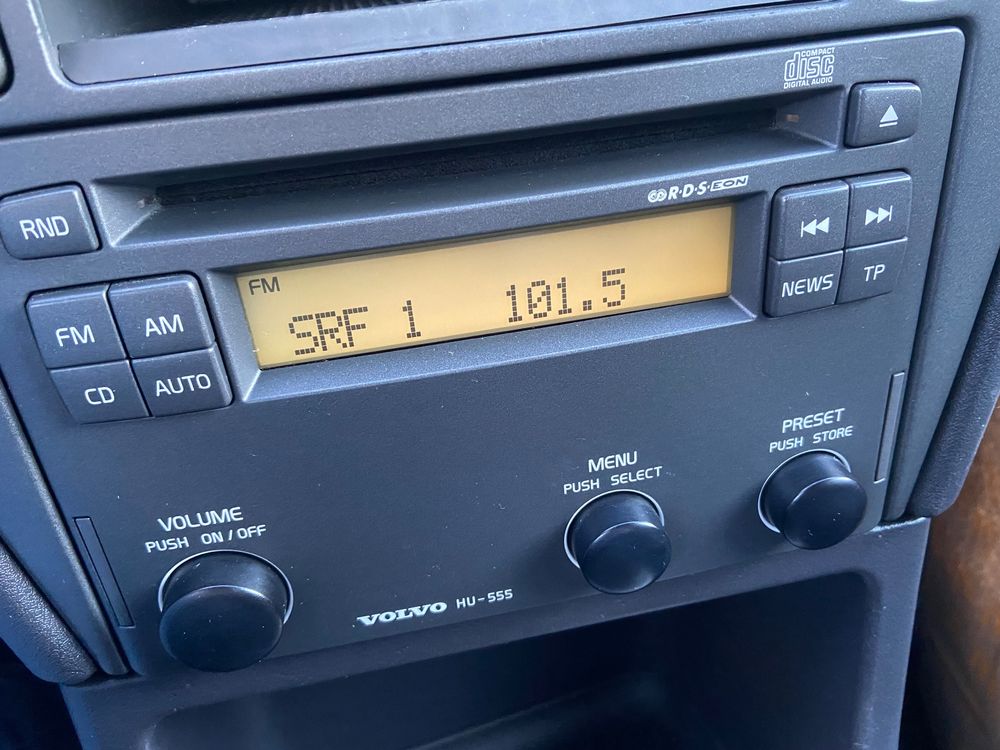 COMPACT
disc
DIGITAL AUDIO
R·D·S EON
RND
FM
SRF 1 101.5
FM AM
CD AUTO
NEWS TP
VOLUME
PUSH ON/OFF
MENU
PUSH SELECT
PRESET
PUSH STORE
VOLVO HU-555